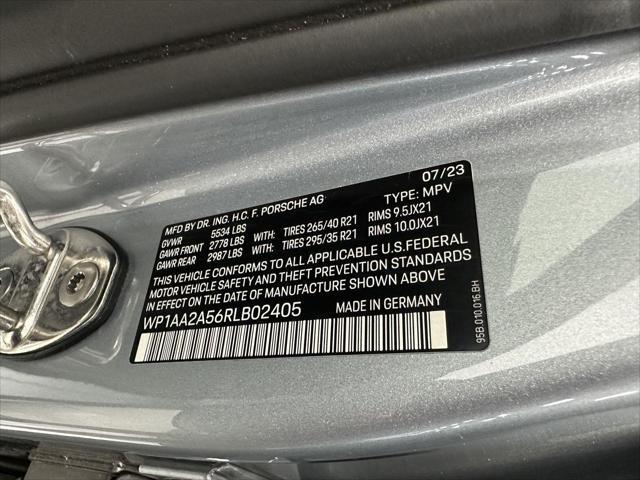 07/23
MFD BY DR. ING. H.C. F. PORSCHE AG TYPE: MPV
GVWR 5534 LBS
GAWR FRONT 2778 LBS WITH: TIRES 265/40 R21 RIMS 9.5JX21
GAWR REAR 2987 LBS WITH: TIRES 295/35 R21 RIMS 10.0JX21
THIS VEHICLE CONFORMS TO ALL APPLICABLE U.S.FEDERAL
MOTOR VEHICLE SAFETY AND THEFT PREVENTION STANDARDS
IN EFFECT ON THE DATE OF MANUFACTURE SHOWN ABOVE
WP1AA2A56RLB02405 MADE IN GERMANY
95B.010.016.BH